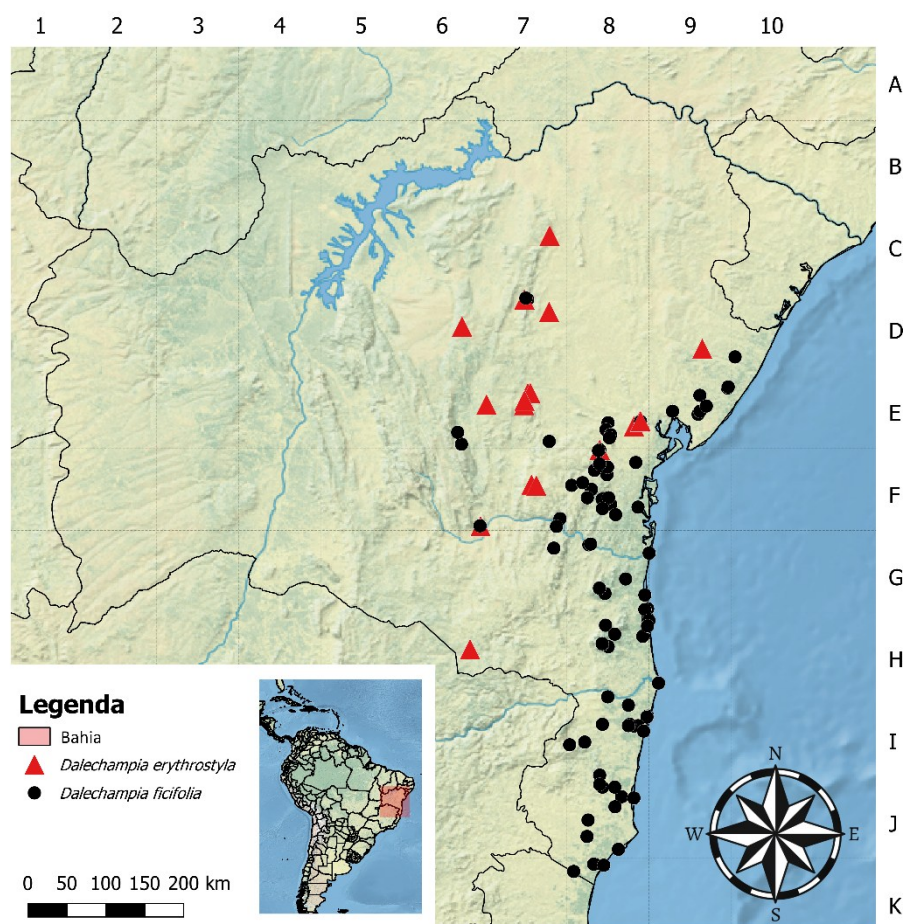 1 2 3 4 5 6 7 8 9 10
A
B
C
D
E
F
G
H
I
J
K
Legenda
Bahia
Dalechampia erythrostyla
Dalechampia ficifolia
0 50 100 150 200 km
N
W E
S